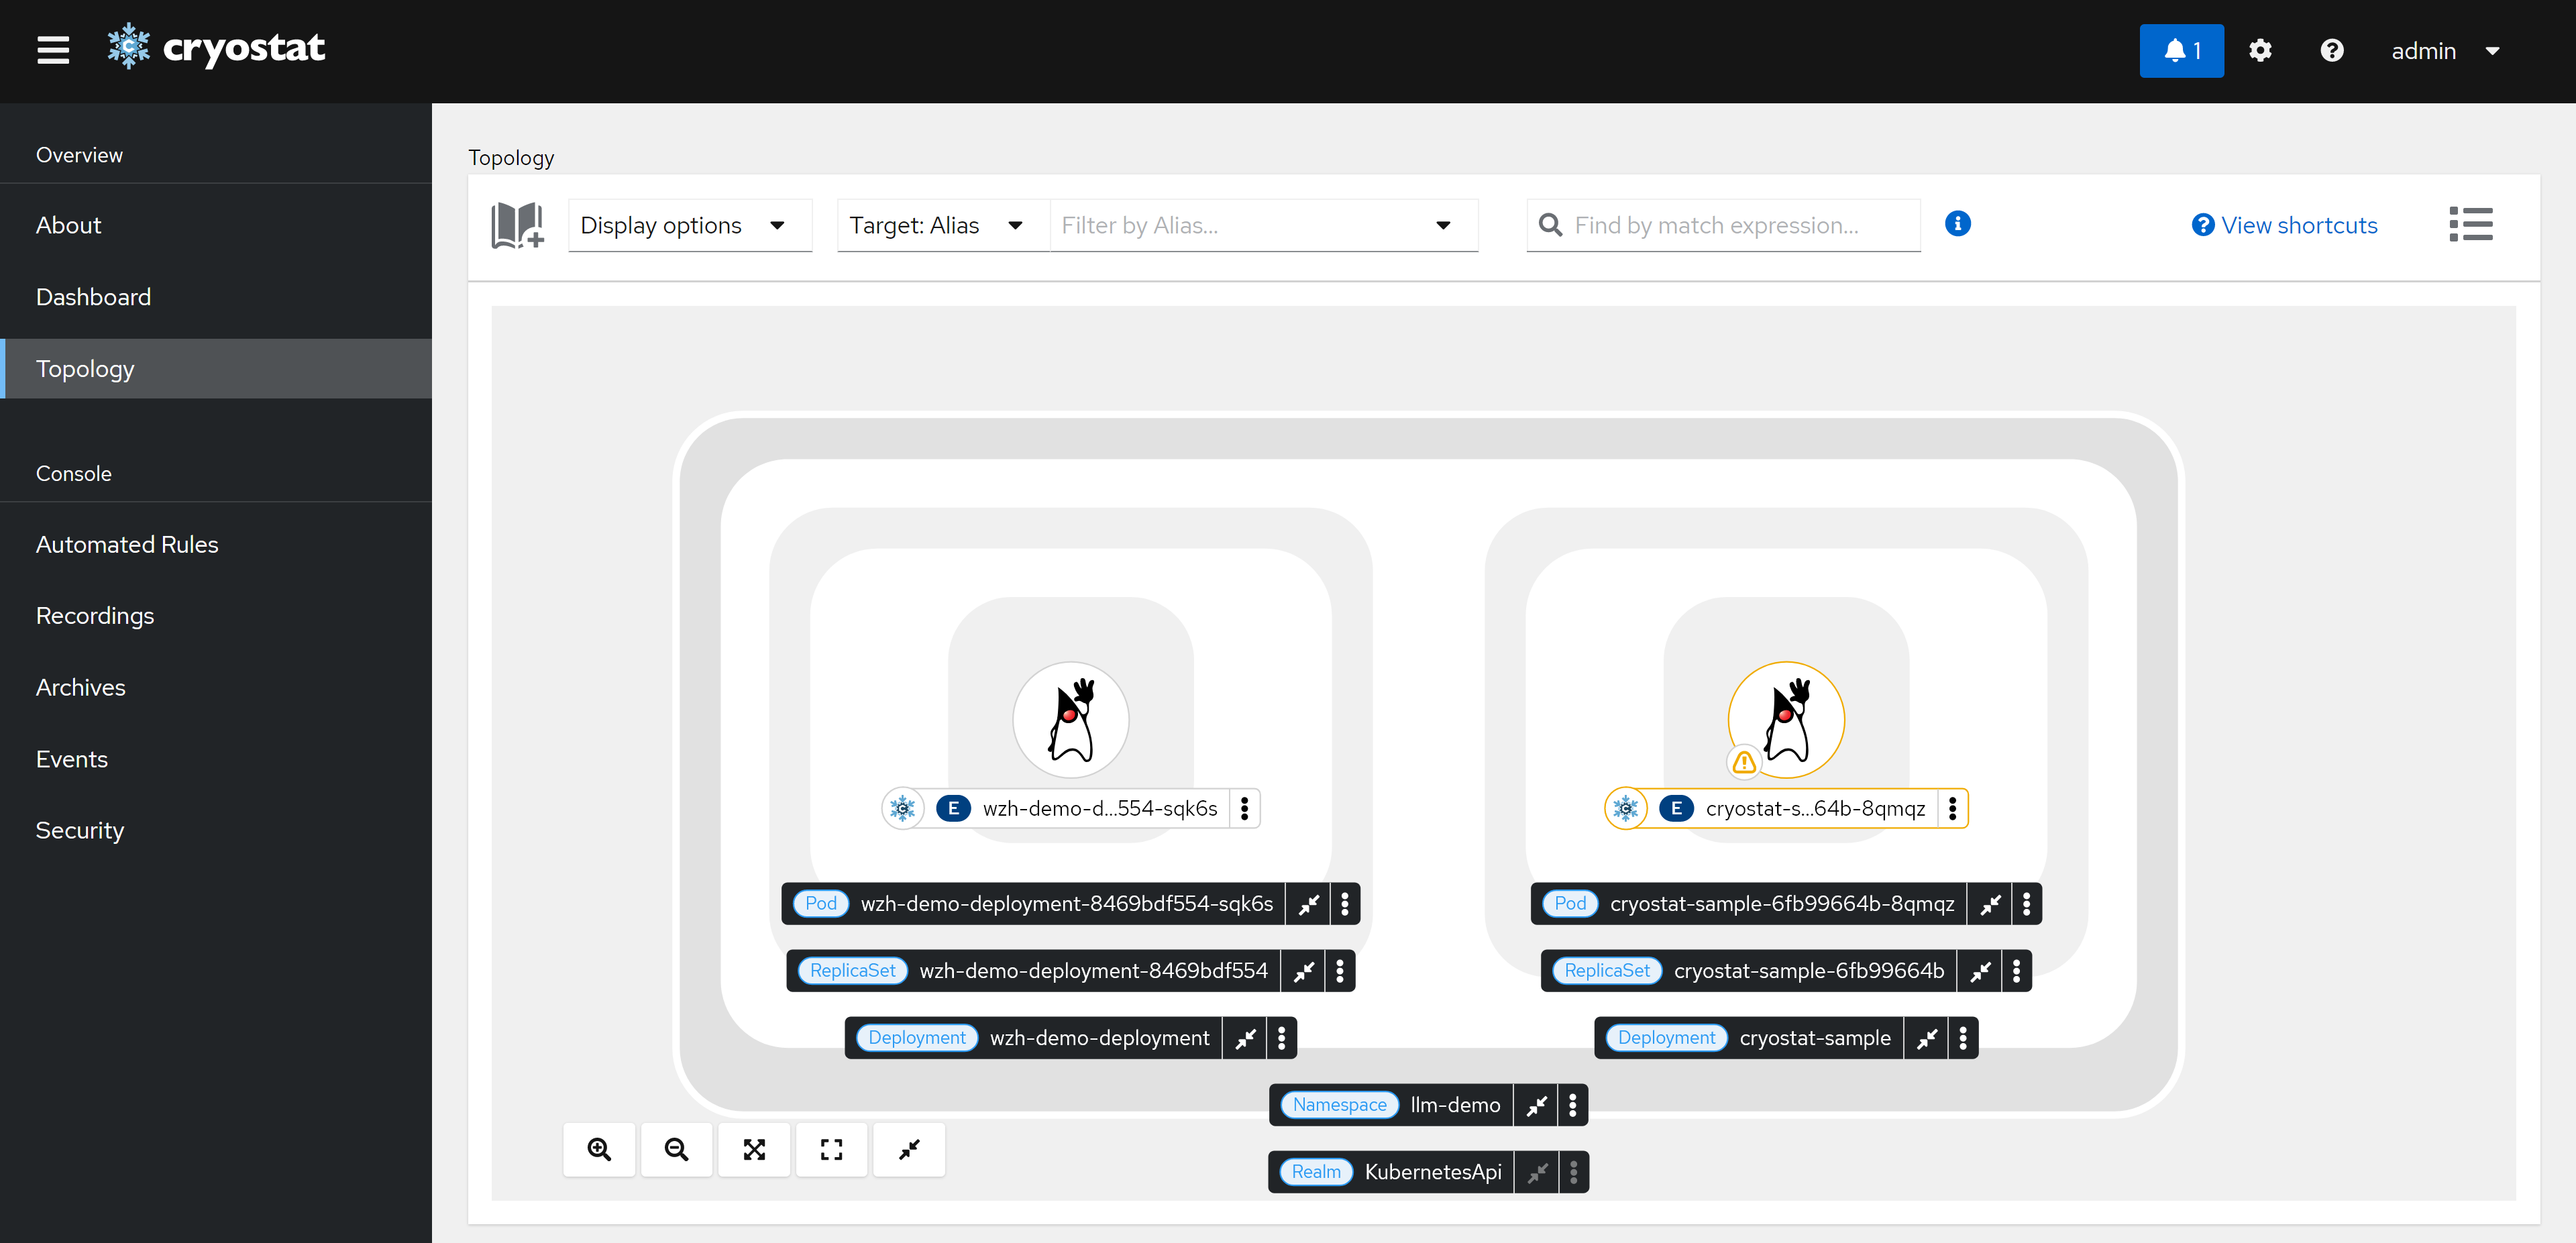 cryostat
1
admin
Overview
About
Dashboard
Topology
Console
Automated Rules
Recordings
Archives
Events
Security
Topology
Display options
Target: Alias
Filter by Alias...
Find by match expression...
View shortcuts
E wzh-demo-d...554-sqk6s
E cryostat-s...64b-8qmqz
Pod wzh-demo-deployment-8469bdf554-sqk6s
Pod cryostat-sample-6fb99664b-8qmqz
ReplicaSet wzh-demo-deployment-8469bdf554
ReplicaSet cryostat-sample-6fb99664b
Deployment wzh-demo-deployment
Deployment cryostat-sample
Namespace llm-demo
Realm KubernetesApi